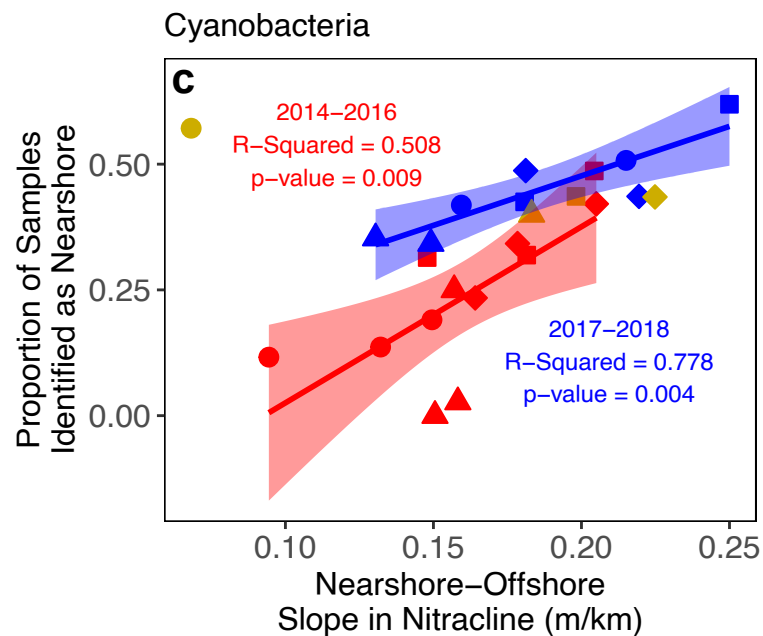 Cyanobacteria
c
2014−2016
R−Squared = 0.508
p−value = 0.009
2017−2018
R−Squared = 0.778
p−value = 0.004
Proportion of Samples
Identified as Nearshore
0.50
0.25
0.00
0.10 0.15 0.20 0.25
Nearshore−Offshore
Slope in Nitracline (m/km)